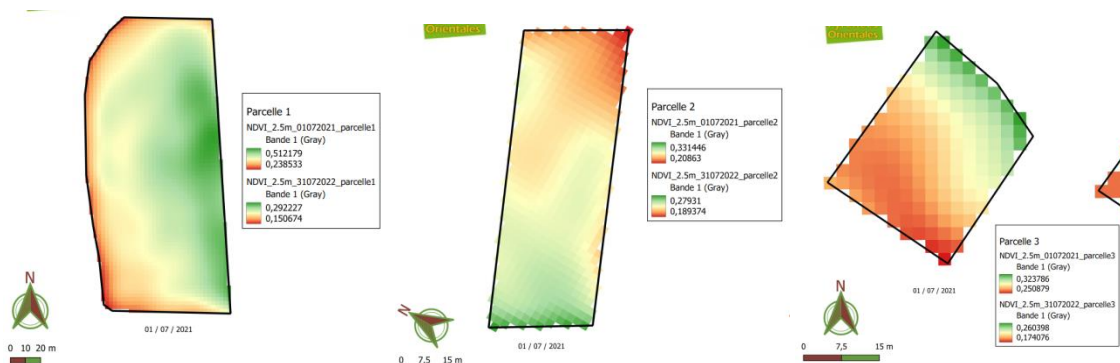 Parcelle 1
NDVI_2.5m_01072021_parcelle1
Bande 1 (Gray)
0,512179
0,238533
NDVI_2.5m_31072022_parcelle1
Bande 1 (Gray)
0,292227
0,150674
N
01 / 07 / 2021
0 10 20 m
Orientales
Parcelle 2
NDVI_2.5m_01072021_parcelle2
Bande 1 (Gray)
0,331446
0,20863
NDVI_2.5m_31072022_parcelle2
Bande 1 (Gray)
0,27931
0,189374
N
01 / 07 / 2021
0 7,5 15 m
Orientales
Parcelle 3
NDVI_2.5m_01072021_parcelle3
Bande 1 (Gray)
0,323786
0,250879
NDVI_2.5m_31072022_parcelle3
Bande 1 (Gray)
0,260398
0,174076
N
01 / 07 / 2021
0 7,5 15 m